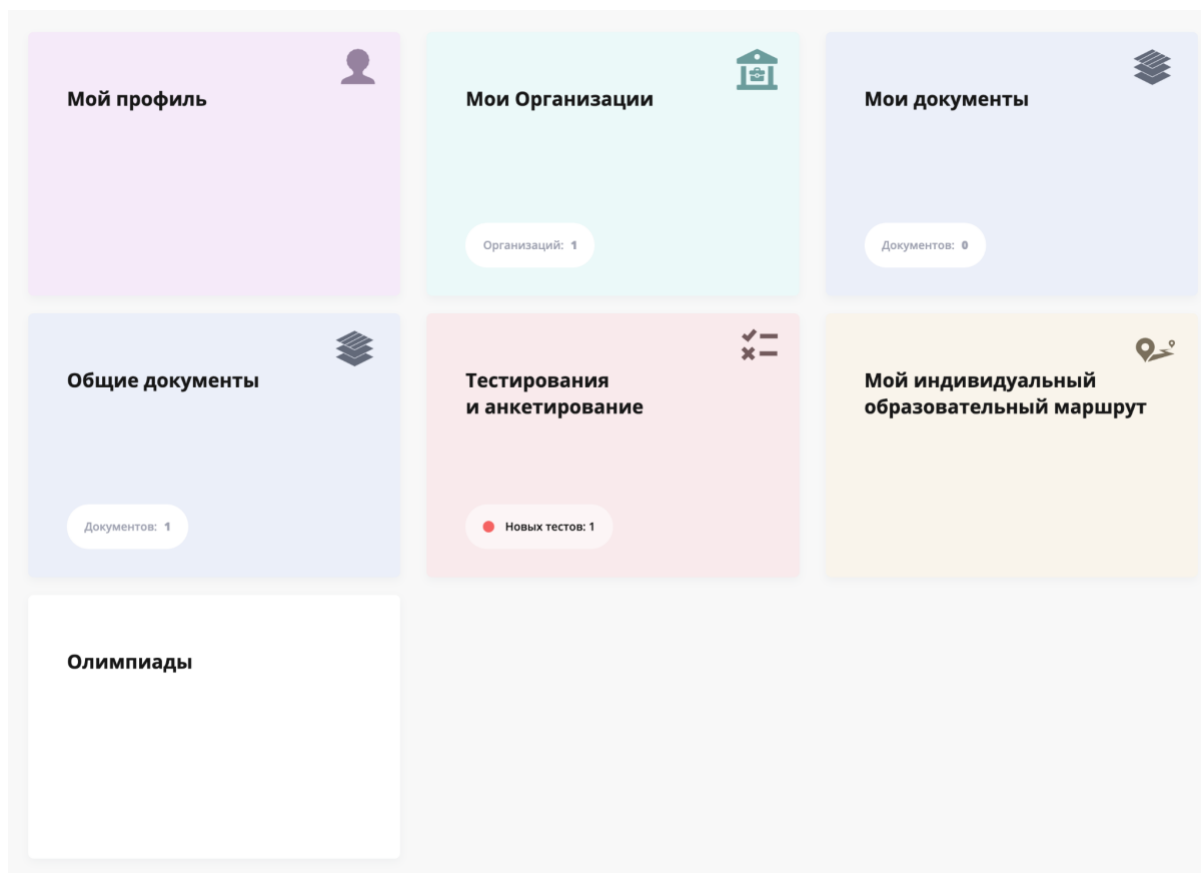 Мой профиль
Мои Организации
Организаций: 1
Мои документы
Документов: 0
Общие документы
Документов: 1
Тестирования
и анкетирование
Новых тестов: 1
Мой индивидуальный
образовательный маршрут
Олимпиады